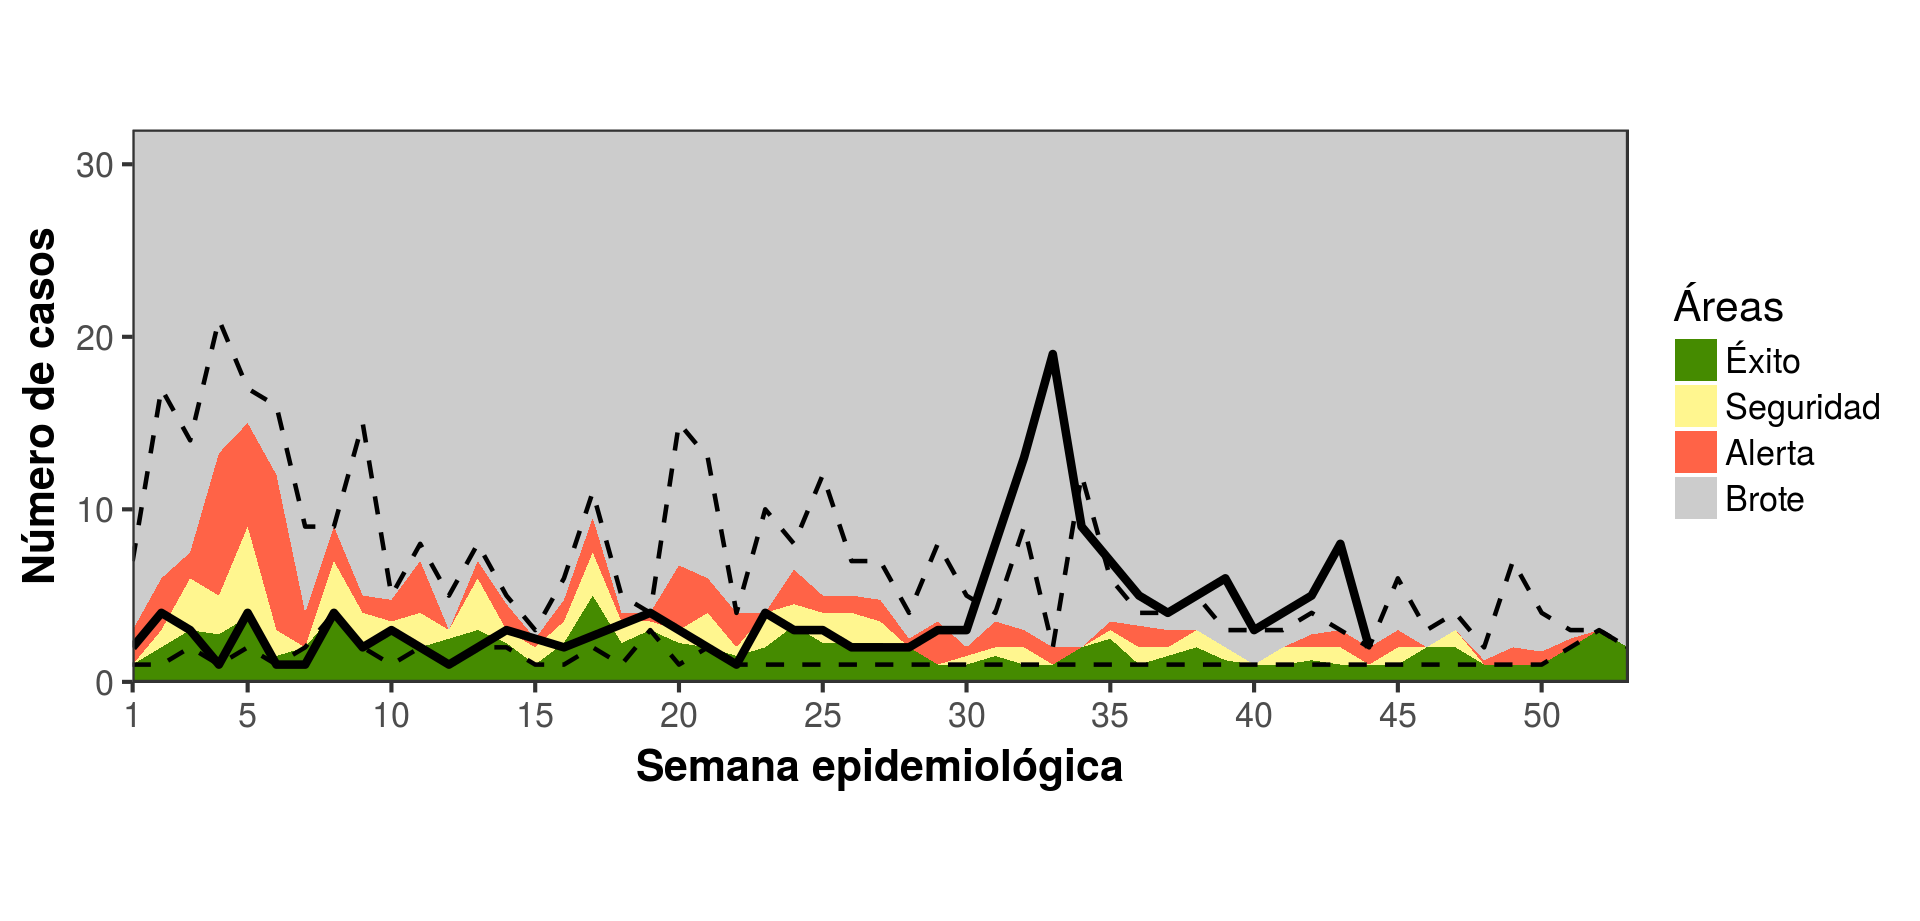 Número de casos
30
20
10
0
1 5 10 15 20 25 30 35 40 45 50
Semana epidemiológica
Áreas
Éxito
Seguridad
Alerta
Brote